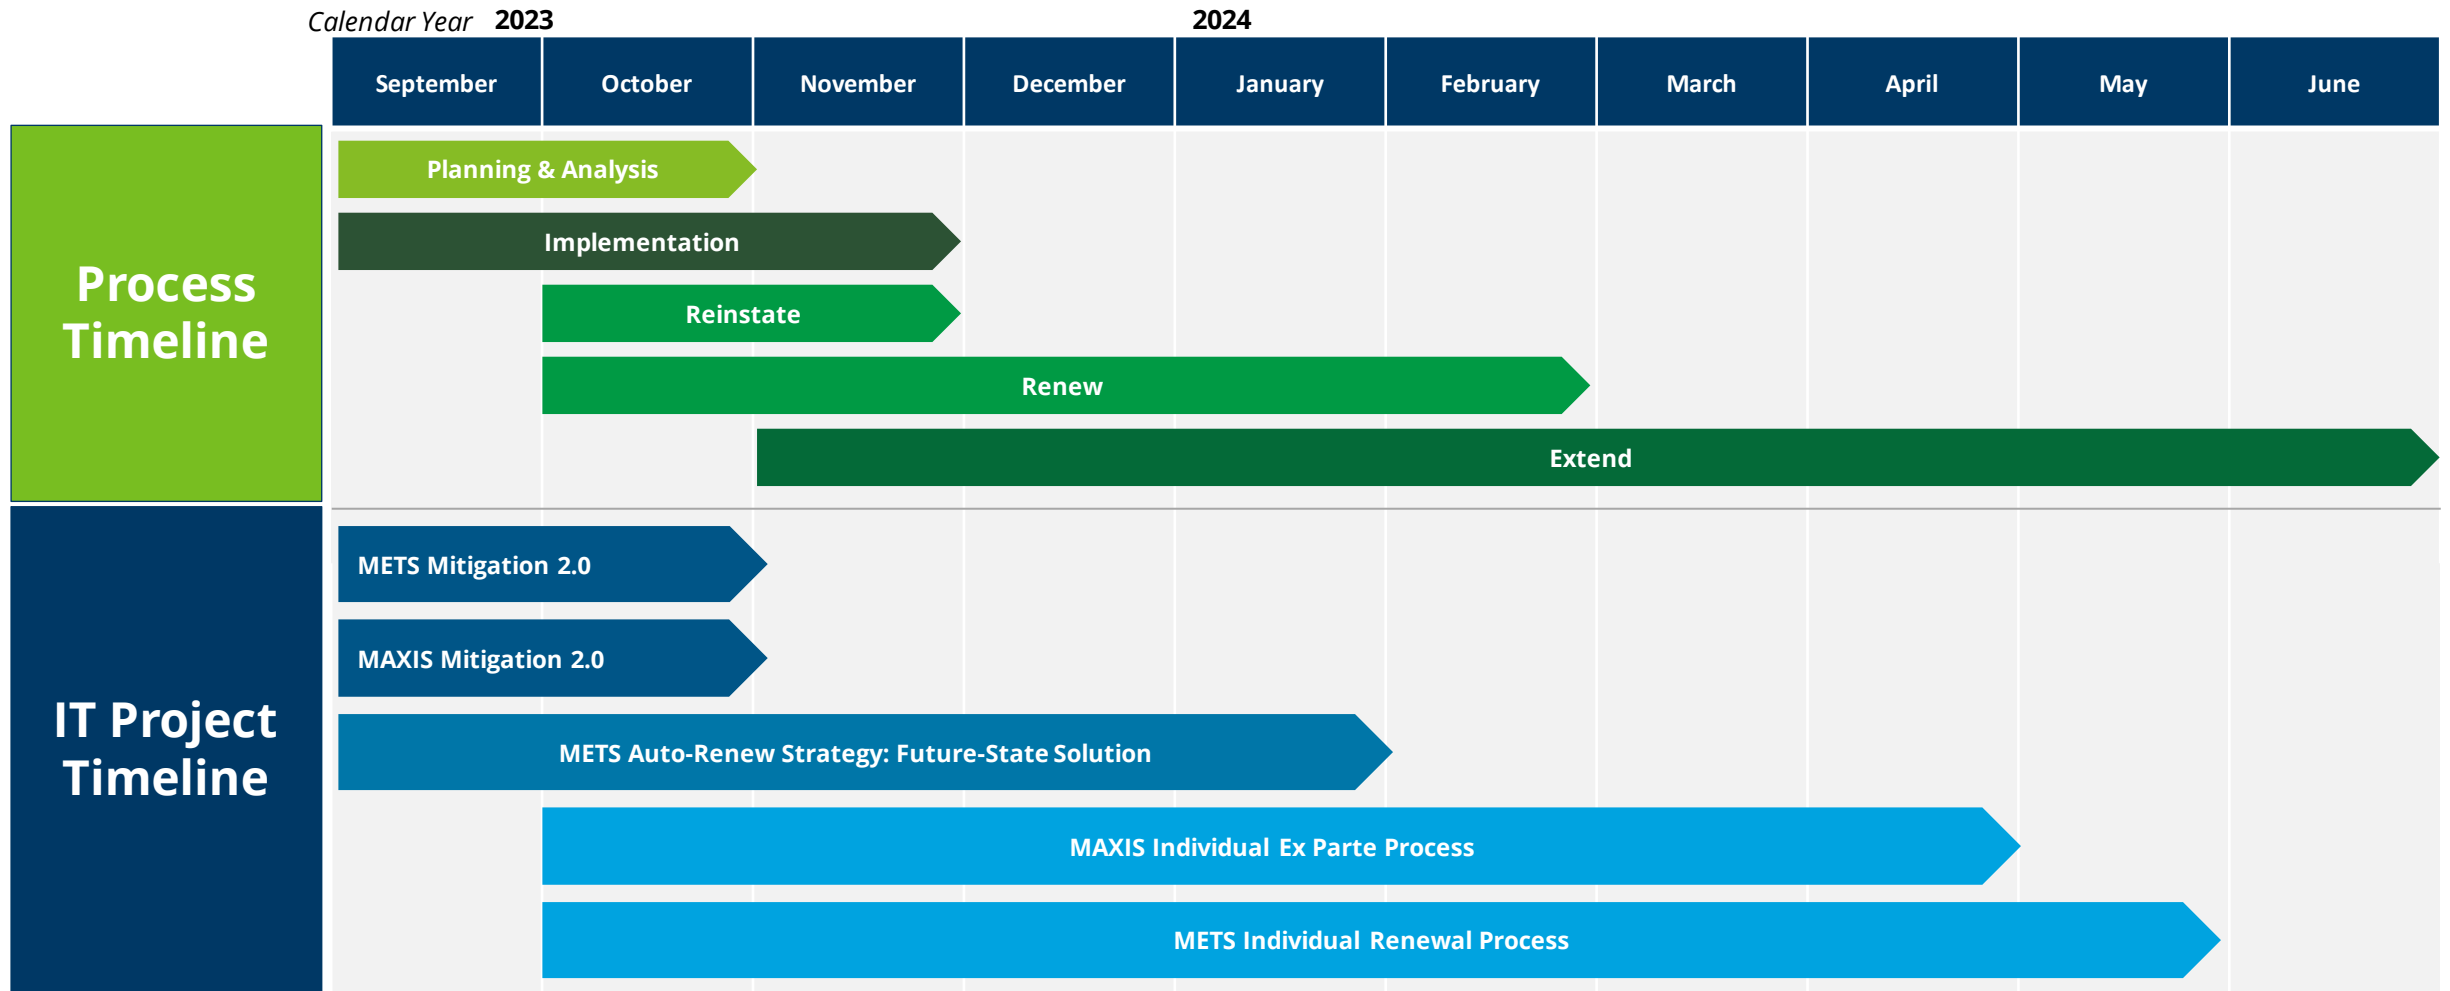 Calendar Year 2023 2024
September October November December January February March April May June
Process
Timeline
Planning & Analysis
Implementation
Reinstate
Renew
Extend
IT Project
Timeline
METS Mitigation 2.0
MAXIS Mitigation 2.0
METS Auto-Renew Strategy: Future-State Solution
MAXIS Individual Ex Parte Process
METS Individual Renewal Process